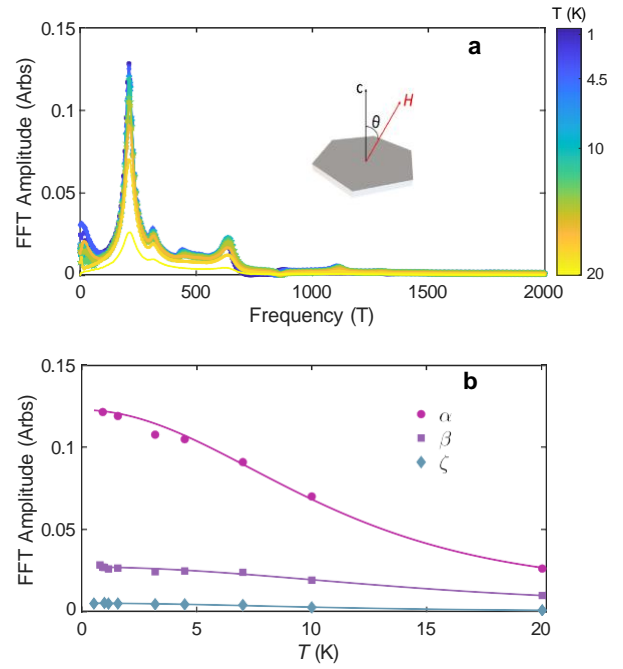 T (K)
a
0.15
0.1
0.05
0
FFT Amplitude (Arbs)
c
H
θ
1
4.5
10
20
0 500 1000 1500 2000
Frequency (T)
b
0.15
0.1
0.05
0
FFT Amplitude (Arbs)
α
β
ζ
0 5 10 15 20
T (K)